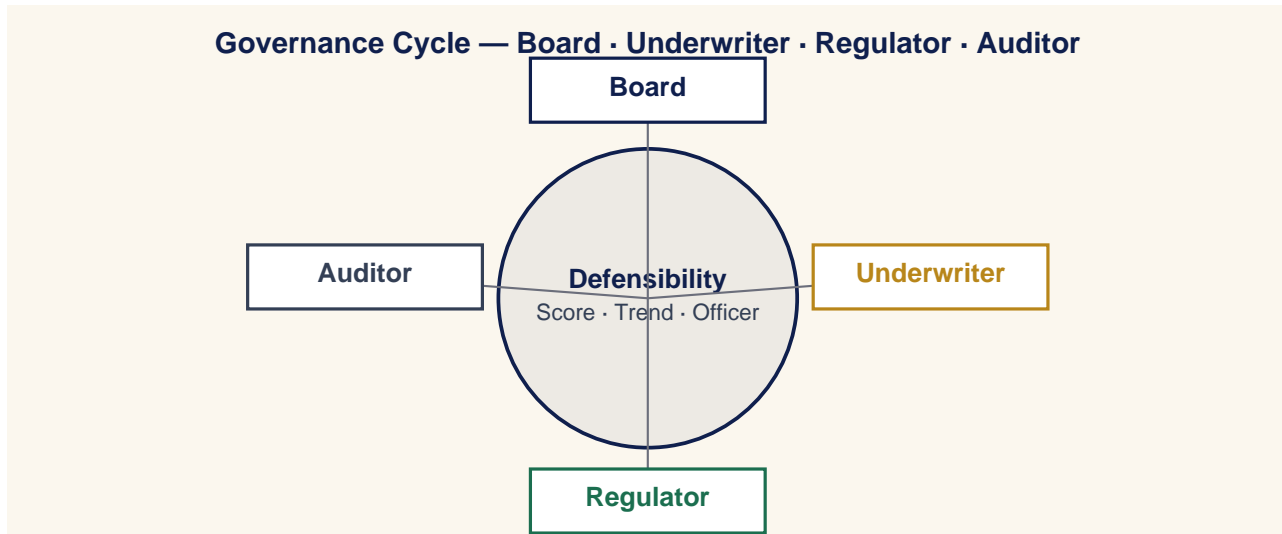 Governance Cycle — Board · Underwriter · Regulator · Auditor
Board
Auditor
Defensibility
Score · Trend · Officer
Underwriter
Regulator